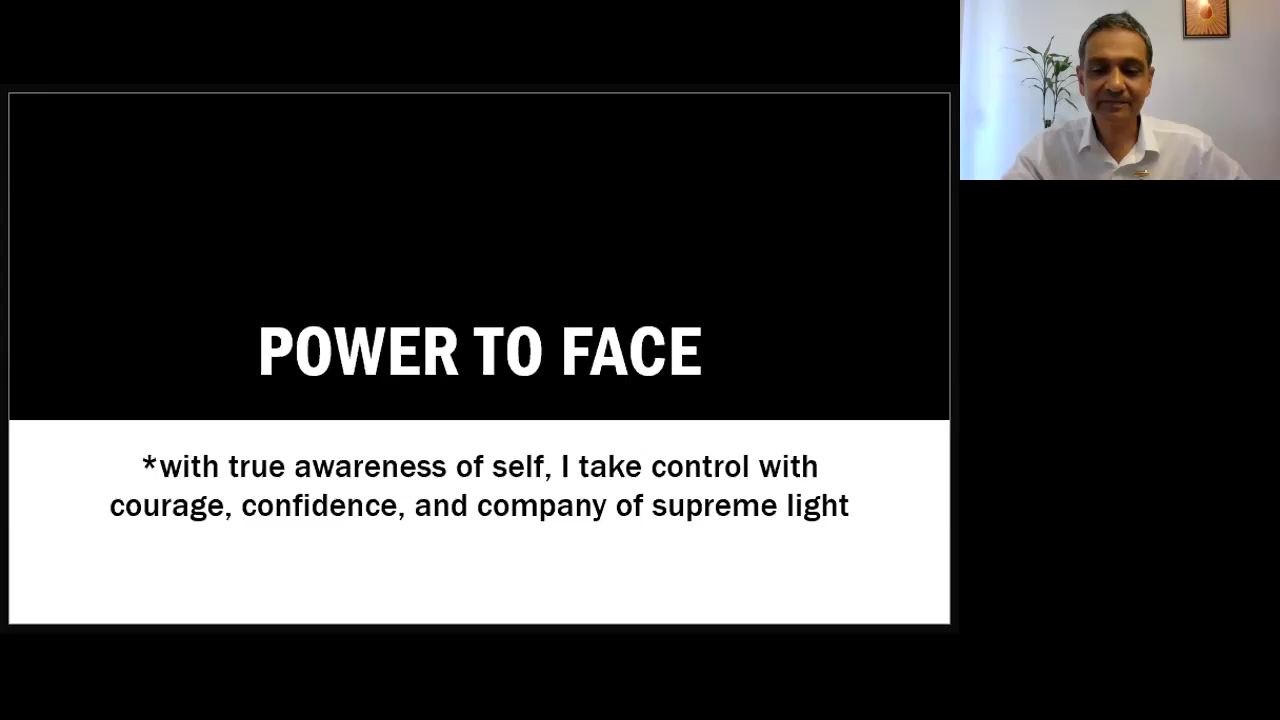 POWER TO FACE
*with true awareness of self, I take control with
courage, confidence, and company of supreme light